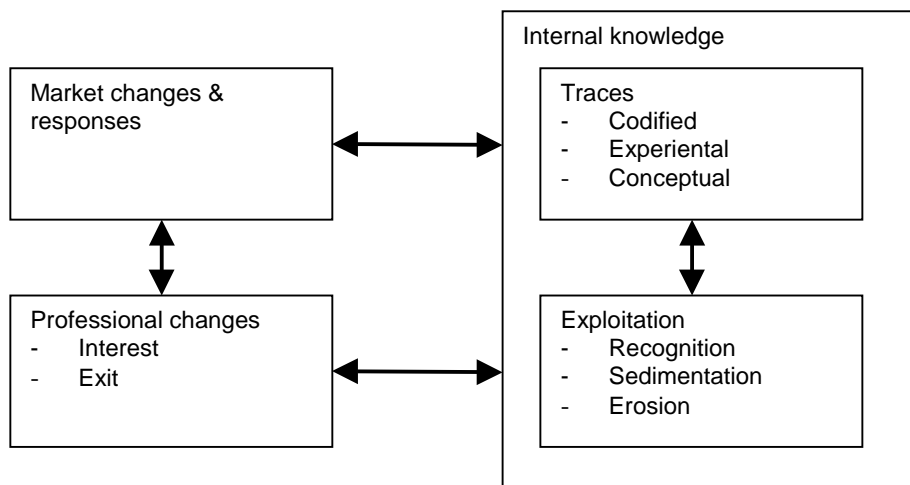 Internal knowledge
Market changes &
responses
Traces
- Codified
- Experiental
- Conceptual
Professional changes
- Interest
- Exit
Exploitation
- Recognition
- Sedimentation
- Erosion